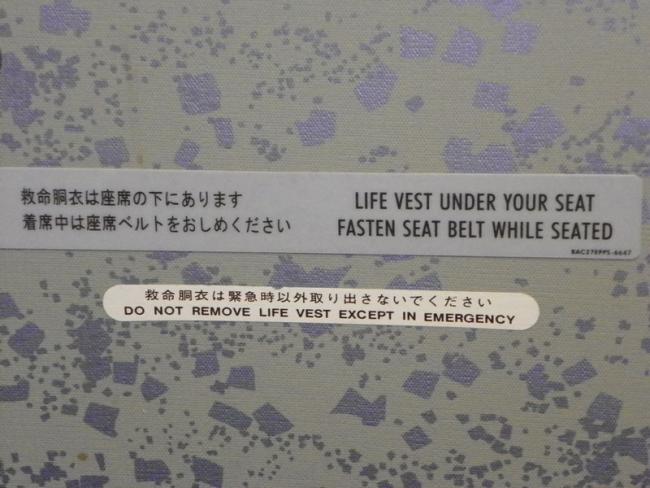 救命胴衣は座席の下にあります
着席中は座席ベルトをおしめください
LIFE VEST UNDER YOUR SEAT
FASTEN SEAT BELT WHILE SEATED
BAC27EPPS-6647
救命胴衣は緊急時以外取り出さないでください
DO NOT REMOVE LIFE VEST EXCEPT IN EMERGENCY